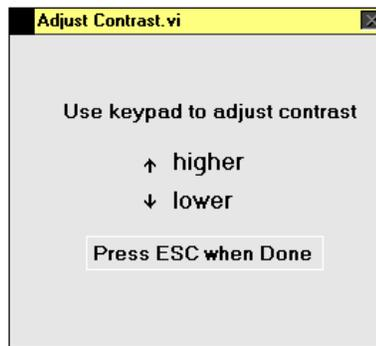 Adjust Contrast.vi
Use keypad to adjust contrast
↑ higher
↓ lower
Press ESC when Done